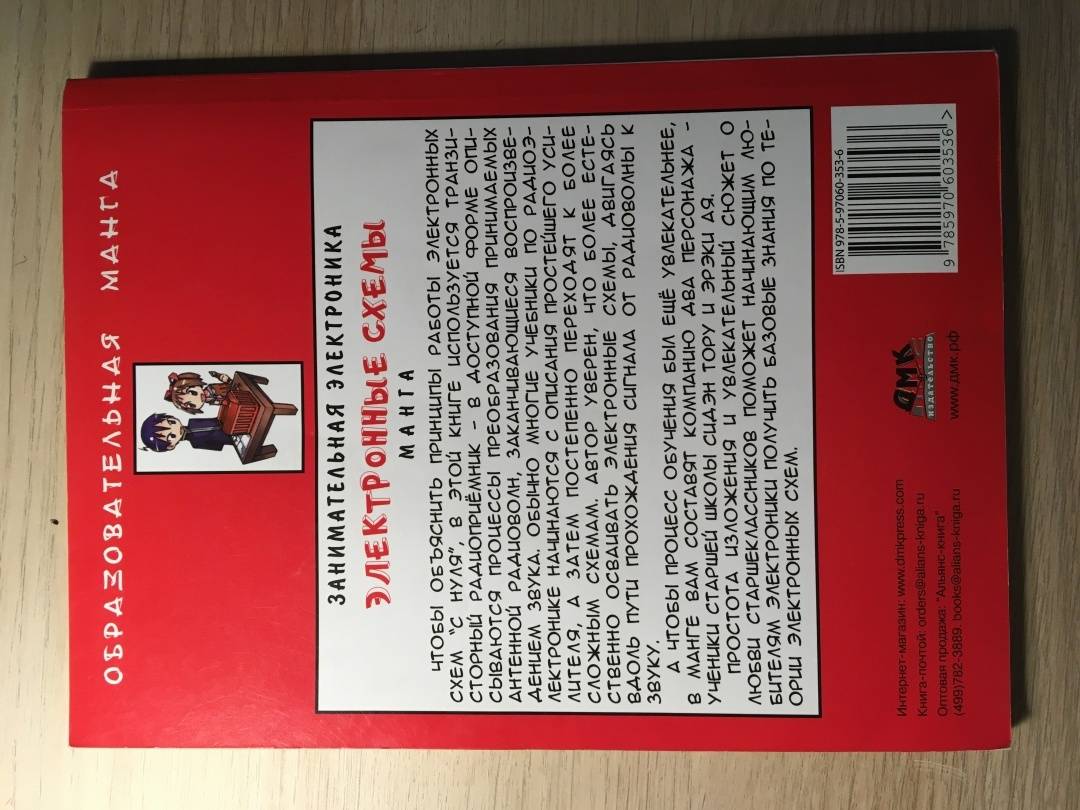 ОБРАЗОВАТЕЛЬНАЯ МАНГА
ЗАНИМАТЕЛЬНАЯ ЭЛЕКТРОНИКА
ЭЛЕКТРОННЫЕ СХЕМЫ
МАНГА
ЧТОБЫ ОБЪЯСНИТЬ ПРИНЦИПЫ РАБОТЫ ЭЛЕКТРОННЫХ
СХЕМ "С НУЛЯ", В ЭТОЙ КНИГЕ ИСПОЛЬЗУЕТСЯ ТРАНЗИ-
СТОРНЫЙ РАДИОПРИЁМНИК - В ДОСТУПНОЙ ФОРМЕ ОПИ-
СЫВАЮТСЯ ПРОЦЕССЫ ПРЕОБРАЗОВАНИЯ ПРИНИМАЕМЫХ
АНТЕННОЙ РАДИОВОЛН, ЗАКАНЧИВАЮЩИЕСЯ ВОСПРОИЗВЕ-
ДЕНИЕМ ЗВУКА. ОБЫЧНО МНОГИЕ УЧЕБНИКИ ПО РАДИОЭ-
ЛЕКТРОНИКЕ НАЧИНАЮТСЯ С ОПИСАНИЯ ПРОСТЕЙШЕГО УСИ-
ЛИТЕЛЯ, А ЗАТЕМ ПОСТЕПЕННО ПЕРЕХОДЯТ К БОЛЕЕ
СЛОЖНЫМ СХЕМАМ. АВТОР УВЕРЕН, ЧТО БОЛЕЕ ЕСТЕ-
СТВЕННО ОСВАИВАТЬ ЭЛЕКТРОННЫЕ СХЕМЫ, ДВИГАЯСЬ
ВДОЛЬ ПУТИ ПРОХОЖДЕНИЯ СИГНАЛА ОТ РАДИОВОЛНЫ К
ЗВУКУ.
А ЧТОБЫ ПРОЦЕСС ОБУЧЕНИЯ БЫЛ ЕЩЁ УВЛЕКАТЕЛЬНЕЕ,
В МАНГЕ ВАМ СОСТАВЯТ КОМПАНИЮ ДВА ПЕРСОНАЖА -
УЧЕНИКИ СТАРШЕЙ ШКОЛЫ СИДЭН ТОРУ И ЭРЭКИ АЯ.
ПРОСТОТА ИЗЛОЖЕНИЯ И УВЛЕКАТЕЛЬНЫЙ СЮЖЕТ О
ЛЮБВИ СТАРШЕКЛАССНИКОВ ПОМОЖЕТ НАЧИНАЮЩИМ ЛЮ-
БИТЕЛЯМ ЭЛЕКТРОНИКИ ПОЛУЧИТЬ БАЗОВЫЕ ЗНАНИЯ ПО ТЕ-
ОРИИ ЭЛЕКТРОННЫХ СХЕМ.
Интернет-магазин: www.dmkpress.com
Книга-почтой: orders@alians-kniga.ru
Оптовая продажа: "Альянс-книга"
(499)782-3889. books@alians-kniga.ru
ДМК
издательство
www.дмк.рф
ISBN 978-5-97060-353-6
9 785970 603536 >